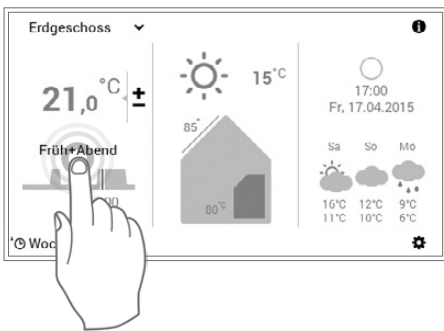 Erdgeschoss
21,0 °C ±
Früh+Abend
00
Woc
15°C
85°
00°C
17:00
Fr, 17.04.2015
Sa So Mo
16°C 12°C 9°C
11°C 10°C 6°C